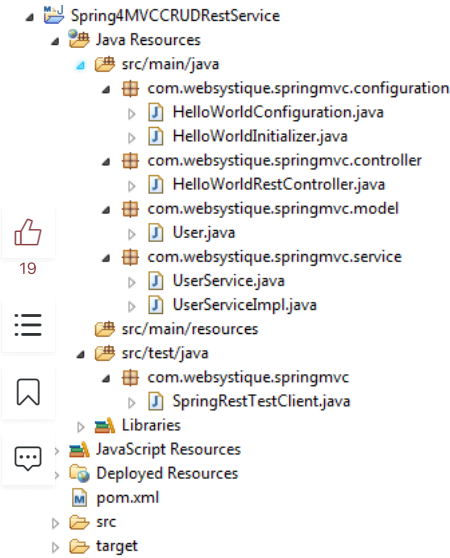 Spring4MVCCRUDRestService
Java Resources
src/main/java
com.websystique.springmvc.configuration
HelloWorldConfiguration.java
HelloWorldInitializer.java
com.websystique.springmvc.controller
HelloWorldRestController.java
com.websystique.springmvc.model
User.java
com.websystique.springmvc.service
19
UserService.java
UserServiceImpl.java
src/main/resources
src/test/java
com.websystique.springmvc
SpringRestTestClient.java
Libraries
JavaScript Resources
Deployed Resources
pom.xml
src
target